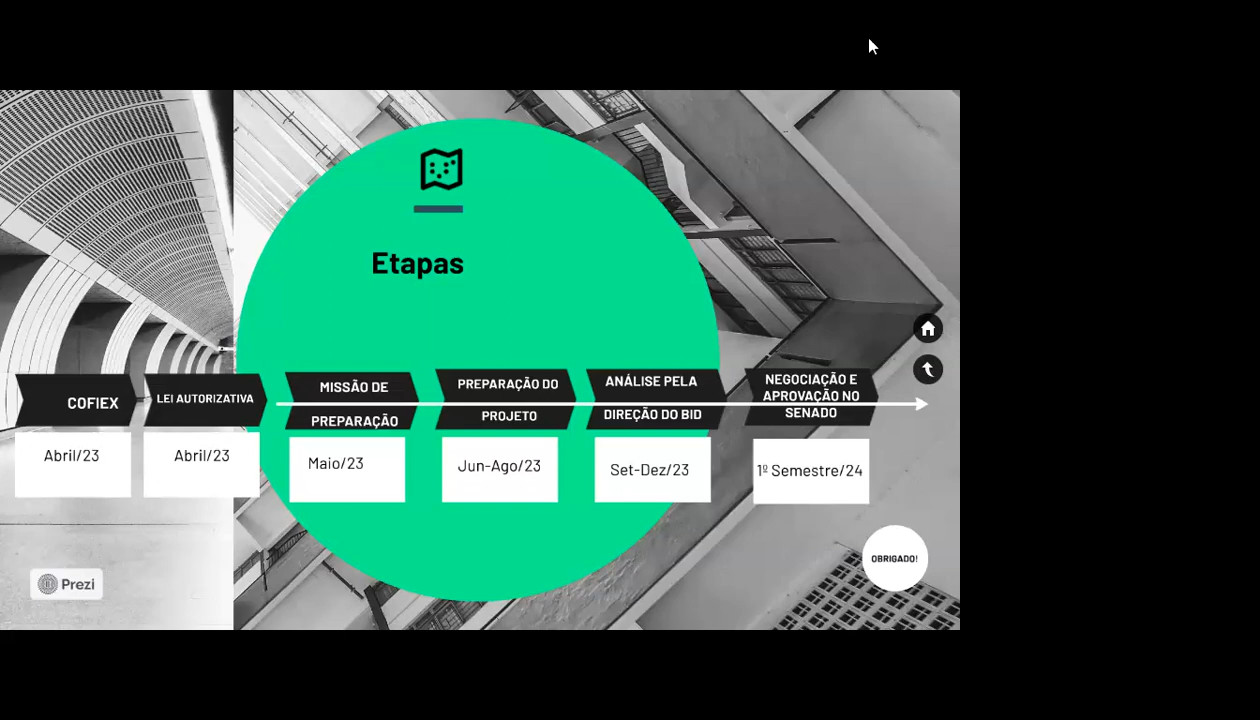 Etapas
COFIEX
Abril/23
LEI AUTORIZATIVA
Abril/23
MISSÃO DE
PREPARAÇÃO
Maio/23
PREPARAÇÃO DO
PROJETO
Jun-Ago/23
ANÁLISE PELA
DIREÇÃO DO BID
Set-Dez/23
NEGOCIAÇÃO E
APROVAÇÃO NO
SENADO
1º Semestre/24
OBRIGADO!
Prezi